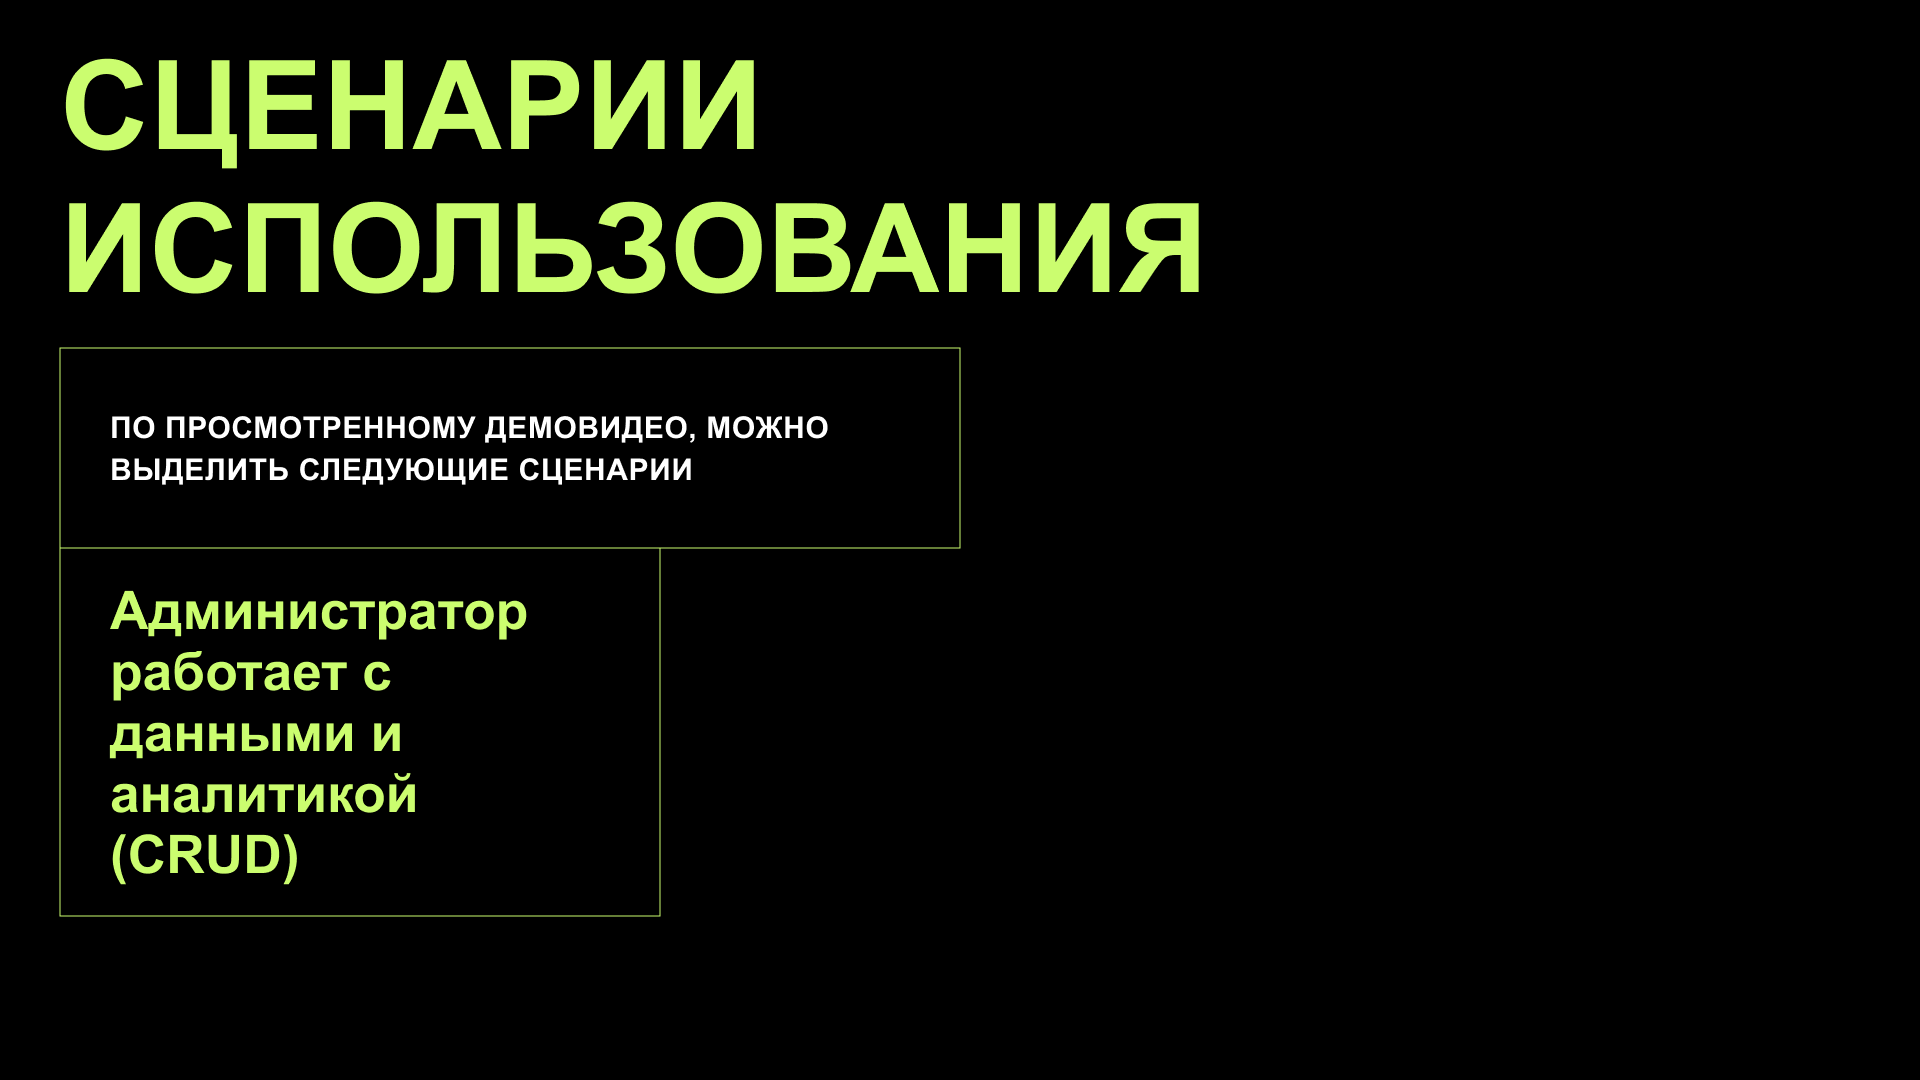 СЦЕНАРИИ
ИСПОЛЬЗОВАНИЯ
ПО ПРОСМОТРЕННОМУ ДЕМОВИДЕО, МОЖНО
ВЫДЕЛИТЬ СЛЕДУЮЩИЕ СЦЕНАРИИ
Администратор
работает с
данными и
аналитикой
(CRUD)